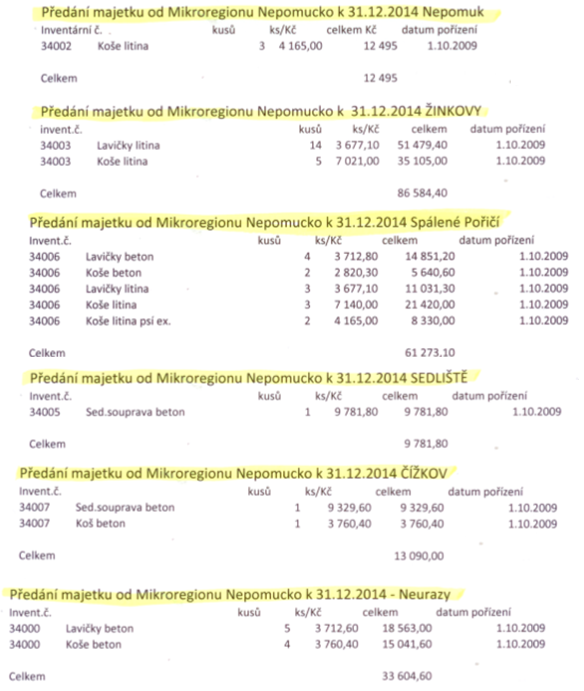 Předání majetku od Mikroregionu Nepomucko k 31.12.2014 Nepomuk
Inventární č. kusů ks/Kč celkem Kč datum pořízení
34002 Koše litina 3 4 165,00 12 495 1.10.2009
Celkem 12 495
Předání majetku od Mikroregionu Nepomucko k 31.12.2014 ŽINKOVY
invent.č. kusů ks/Kč celkem datum pořízení
34003 Lavičky litina 14 3 677,10 51 479,40 1.10.2009
34003 Koše litina 5 7 021,00 35 105,00 1.10.2009
Celkem 86 584,40
Předání majetku od Mikroregionu Nepomucko k 31.12.2014 Spálené Pořičí
Invent.č. kusů ks/Kč celkem datum pořízení
34006 Lavičky beton 4 3 712,80 14 851,20 1.10.2009
34006 Koše beton 2 2 820,30 5 640,60 1.10.2009
34006 Lavičky litina 3 3 677,10 11 031,30 1.10.2009
34006 Koše litina 3 7 140,00 21 420,00 1.10.2009
34006 Koše litina psí ex. 2 4 165,00 8 330,00 1.10.2009
Celkem 61 273.10
Předání majetku od Mikroregionu Nepomucko k 31.12.2014 SEDLIŠTĚ
Invent.č. kusů ks/Kč celkem datum pořízení
34005 Sed.souprava beton 1 9 781,80 9 781,80 1.10.2009
Celkem 9 781,80
Předání majetku od Mikroregionu Nepomucko k 31.12.2014 ČÍŽKOV
Invent.č. kusů ks/Kč celkem datum pořízení
34007 Sed.souprava beton 1 9 329,60 9 329,60 1.10.2009
34007 Koš beton 1 3 760,40 3 760,40 1.10.2009
Celkem 13 090,00
Předání majetku od Mikroregionu Nepomucko k 31.12.2014 - Neurazy
Invent.č. kusů ks/Kč celkem datum pořízení
34000 Lavičky beton 5 3 712,60 18 563,00 1.10.2009
34000 Koše beton 4 3 760,40 15 041,60 1.10.2009
Celkem 33 604,60